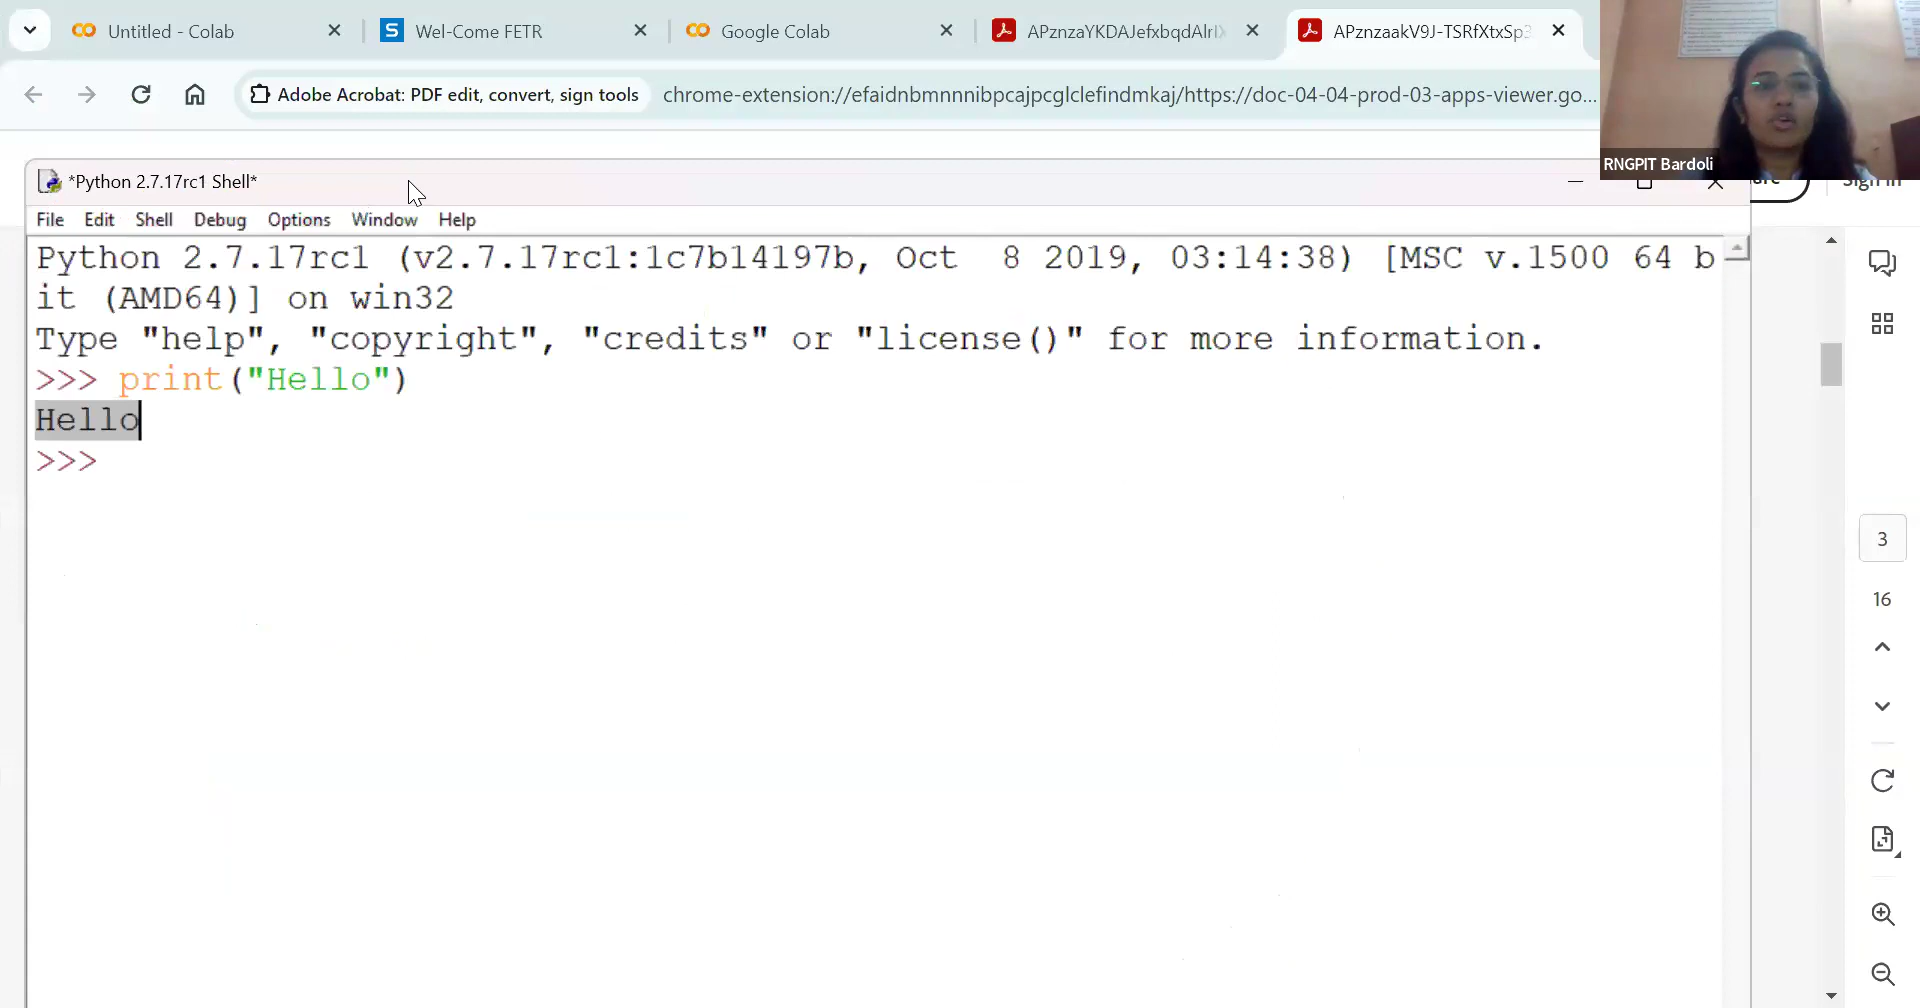 Untitled - Colab
Wel-Come FETR
Google Colab
APznzaYKDAJefxbqdAlrI
APznzaakV9J-TSRfXtxSp3
Adobe Acrobat: PDF edit, convert, sign tools
chrome-extension://efaidnbmnnnibpcajpcglclefindmkaj/https://doc-04-04-prod-03-apps-viewer.go...
RNGPIT Bardoli
*Python 2.7.17rc1 Shell*
File Edit Shell Debug Options Window Help
Python 2.7.17rc1 (v2.7.17rc1:1c7b14197b, Oct  8 2019, 03:14:38) [MSC v.1500 64 b
it (AMD64)] on win32
Type "help", "copyright", "credits" or "license()" for more information.
>>> print("Hello")
Hello
>>>
3
16